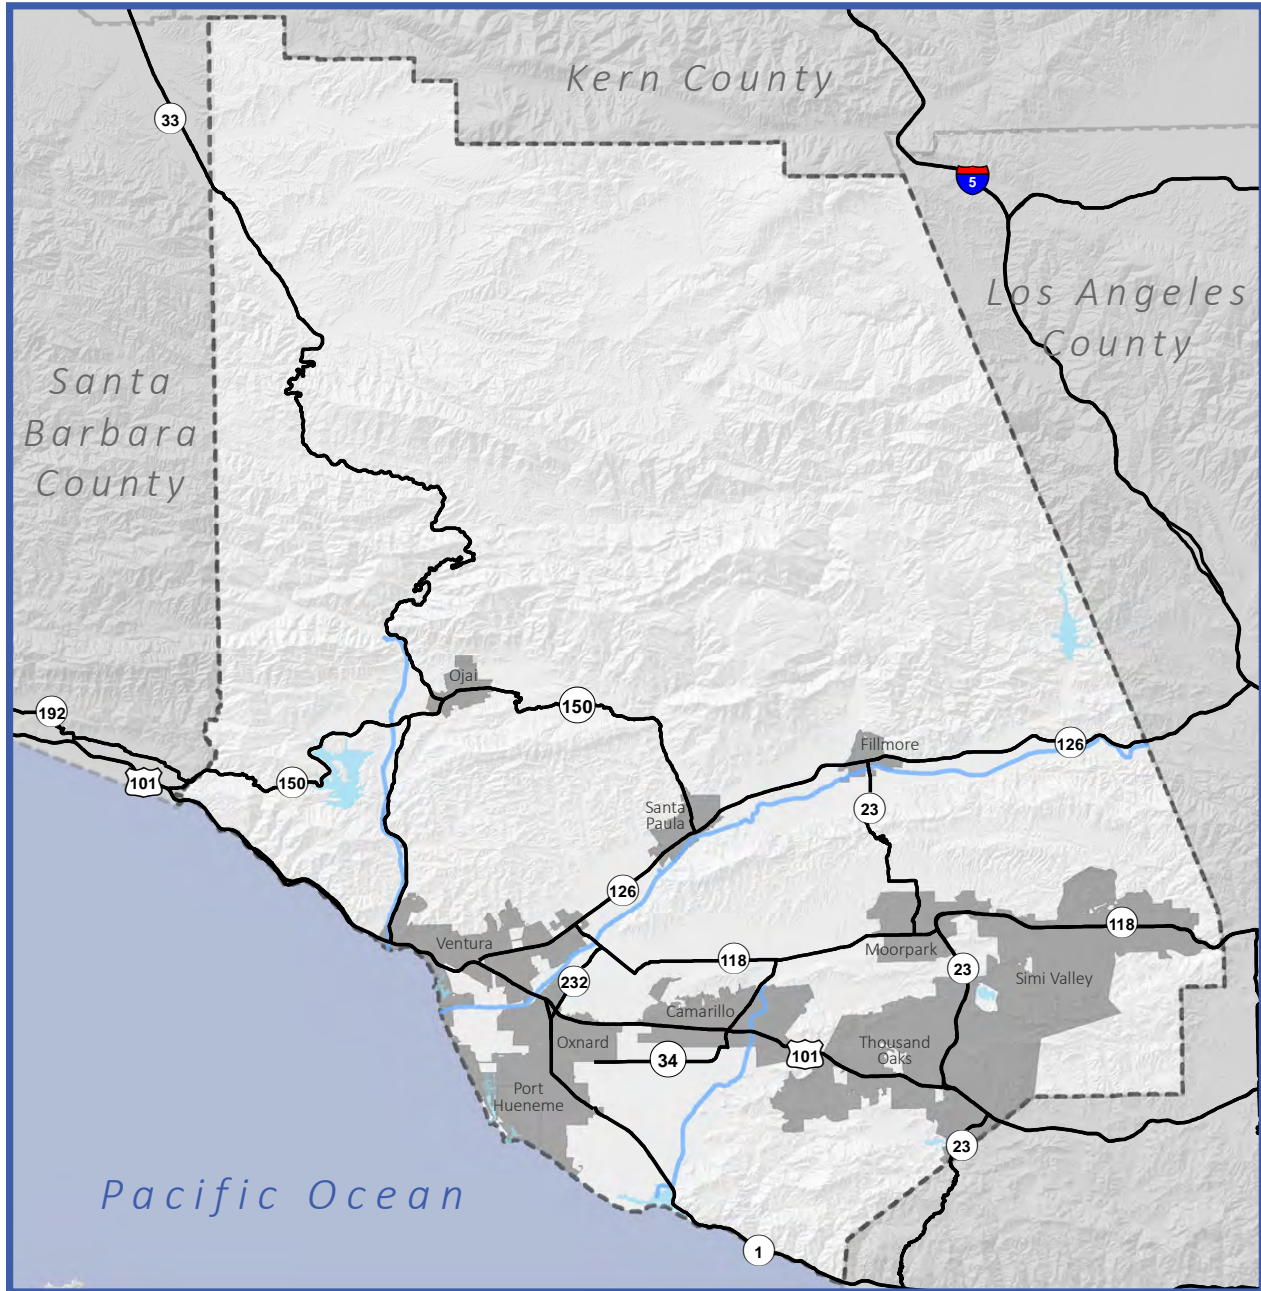 Kern County
33
5
Los Angeles
County
Santa
Barbara
County
Ojai
150
192
126
Fillmore
101
150
23
Santa
Paula
126
118
Ventura
Moorpark
118
23
Simi Valley
232
Camarillo
Oxnard
Thousand
Oaks
101
34
Port
Hueneme
23
Pacific Ocean
1